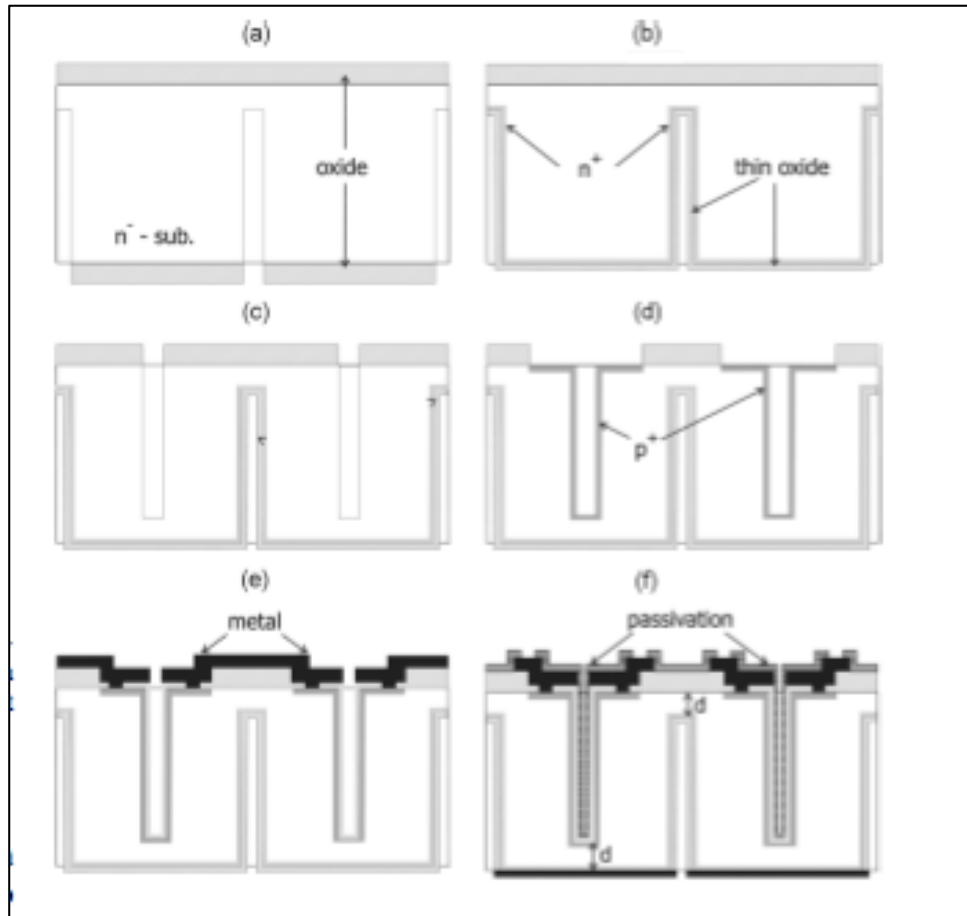 (a)
(b)
oxide
n⁻ - sub.
n⁺
thin oxide
(c)
(d)
p⁺
(e)
(f)
metal
passivation
d
d